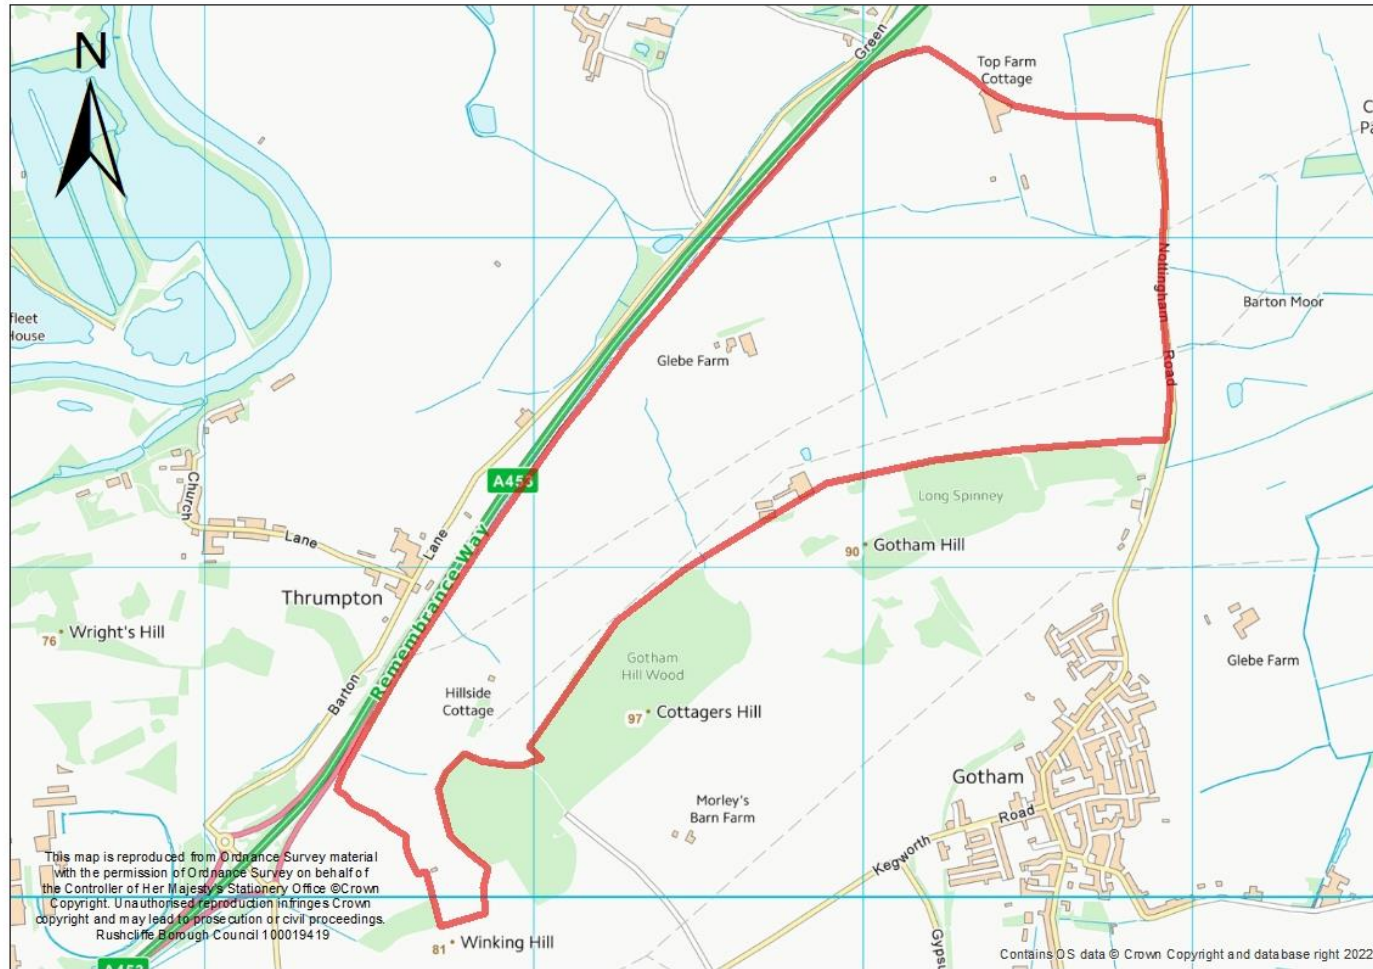 N
Green
Top Farm
Cottage
C
Pa
fleet
House
Nottingham Road
Barton Moor
Glebe Farm
Church
Lane
A453
Lane
Remembrance Way
Long Spinney
90
Gotham Hill
Thrumpton
76
Wright's Hill
Gotham
Hill Wood
Glebe Farm
Barton
Hillside
Cottage
97
Cottagers Hill
Gotham
Morley's
Barn Farm
Kegworth
Road
This map is reproduced from Ordnance Survey material
with the permission of Ordnance Survey on behalf of
the Controller of Her Majesty's Stationery Office ©Crown
Copyright. Unauthorised reproduction infringes Crown
copyright and may lead to prosecution or civil proceedings.
Rushcliffe Borough Council 100019419
81
Winking Hill
Gypsu
Contains OS data © Crown Copyright and database right 2022
A453